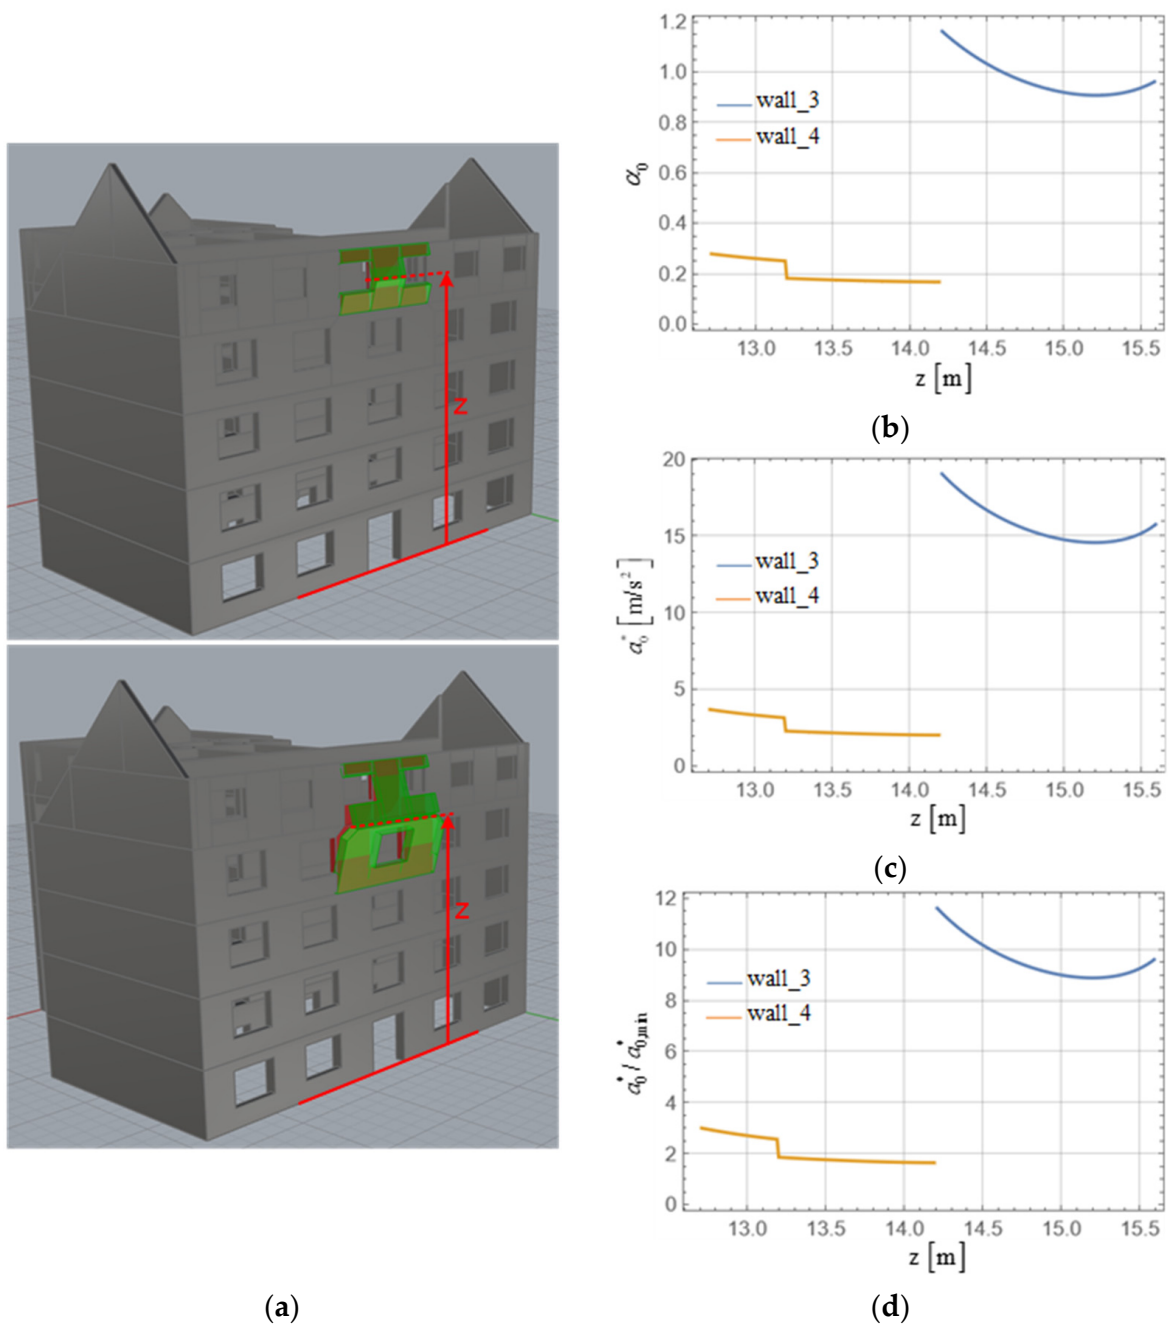 z
z
(a)
1.2
1.0
0.8
0.6
0.4
0.2
0.0
α₀
wall_3
wall_4
13.0 13.5 14.0 14.5 15.0 15.5
z [m]
(b)
20
15
10
5
0
a₀* [m/s²]
wall_3
wall_4
13.0 13.5 14.0 14.5 15.0 15.5
z [m]
(c)
12
10
8
6
4
2
0
a₀* / a*₀,min
wall_3
wall_4
13.0 13.5 14.0 14.5 15.0 15.5
z [m]
(d)